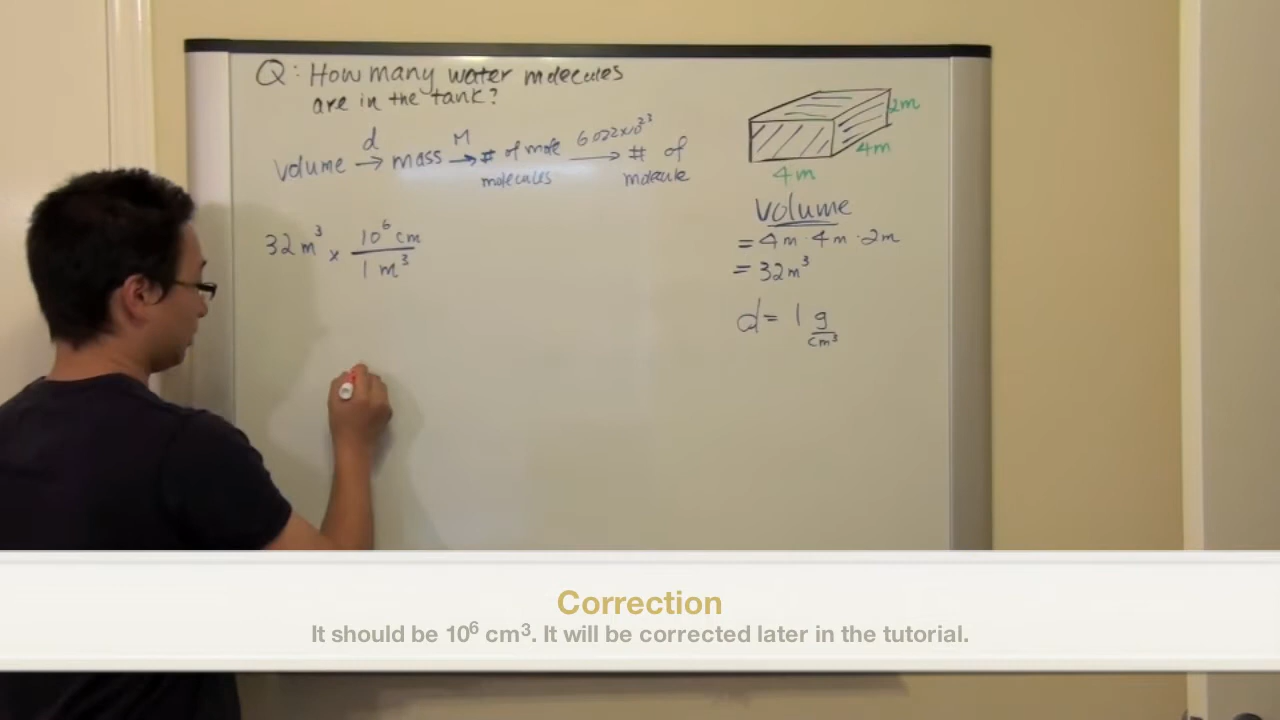 Q: How many water molecules
are in the tank?
d M 6.022x10²³
volume → mass → # of mole → # of
molecules molecule
32 m³ x 10⁶ cm
1 m³
2m
4m
4m
Volume
= 4m · 4m · 2m
= 32m³
d = 1 g
cm³
Correction
It should be 10⁶ cm³. It will be corrected later in the tutorial.